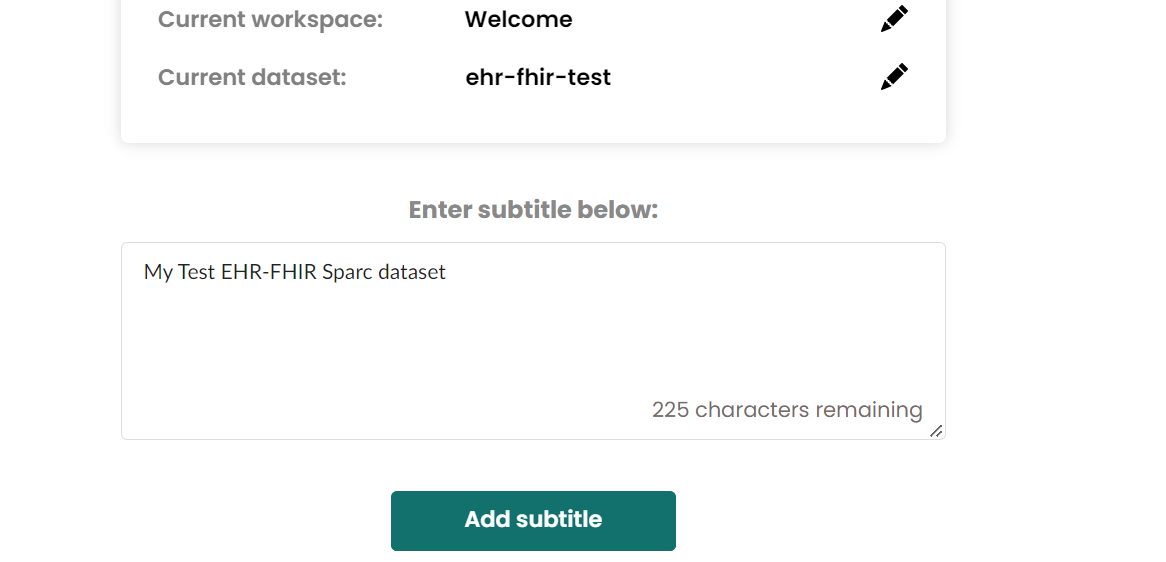 Current workspace: Welcome
Current dataset: ehr-fhir-test
Enter subtitle below:
My Test EHR-FHIR Sparc dataset
225 characters remaining
Add subtitle